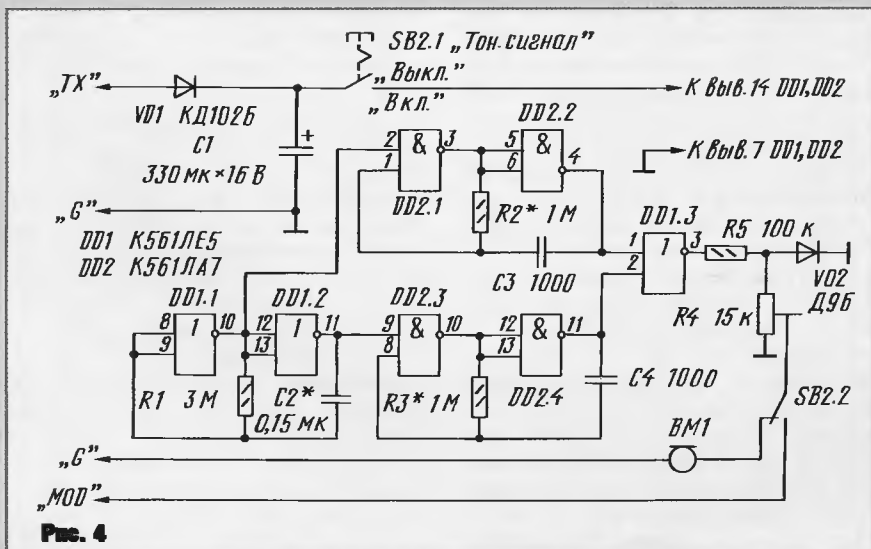 SB2.1 „Тон. сигнал"
„TX"
„Выкл."
К выв. 14 DD1, DD2
VD1 КД102Б
„Вкл."
DD2.2
C1
2 & 3
5 & 4
1
6
К выв. 7 DD1, DD2
330 мк×16 В
DD2.1
R2* 1 М
DD1.3
R5 100 к
„G"
C3 1000
1 1 3
2
VD2
Д9Б
DD1 К561ЛЕ5
DD2 К561ЛА7
DD1.1
DD1.2
DD2.3
R4
15 к
8 1 10
12 1 11
9 & 10
12 & 11
9
13
8
13
C4 1000
R1 3 М
C2*
0,15 мк
R3* 1 М
DD2.4
SB2.2
BM1
„G"
„MOD"
Рис. 4